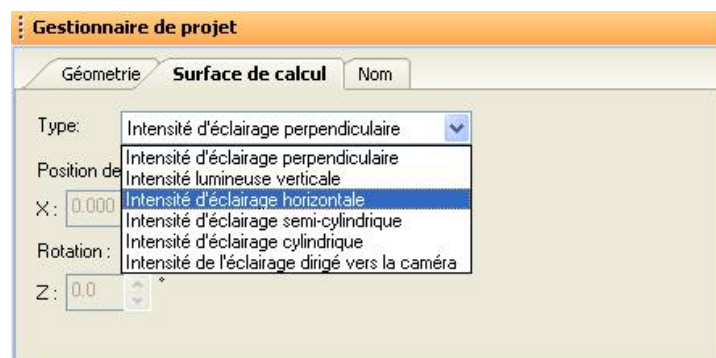 Gestionnaire de projet
Géometrie Surface de calcul Nom
Type: Intensité d'éclairage perpendiculaire
Intensité d'éclairage perpendiculaire
Position de
Intensité lumineuse verticale
X: 0.000 Intensité d'éclairage horizontale
Intensité d'éclairage semi-cylindrique
Rotation : Intensité d'éclairage cylindrique
Intensité de l'éclairage dirigé vers la caméra
Z: 0.0 °